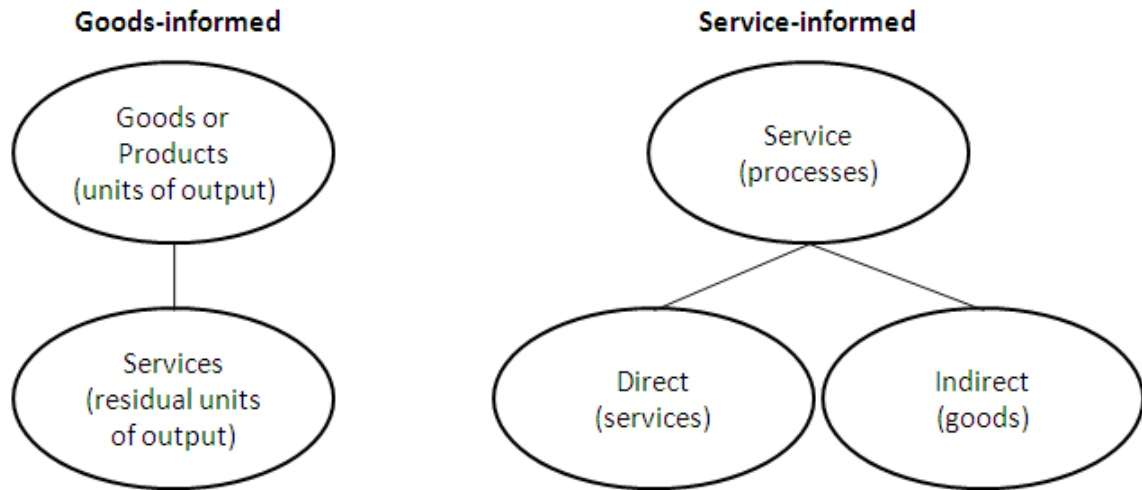 Goods-informed
Goods or
Products
(units of output)
Services
(residual units
of output)
Service-informed
Service
(processes)
Direct
(services)
Indirect
(goods)